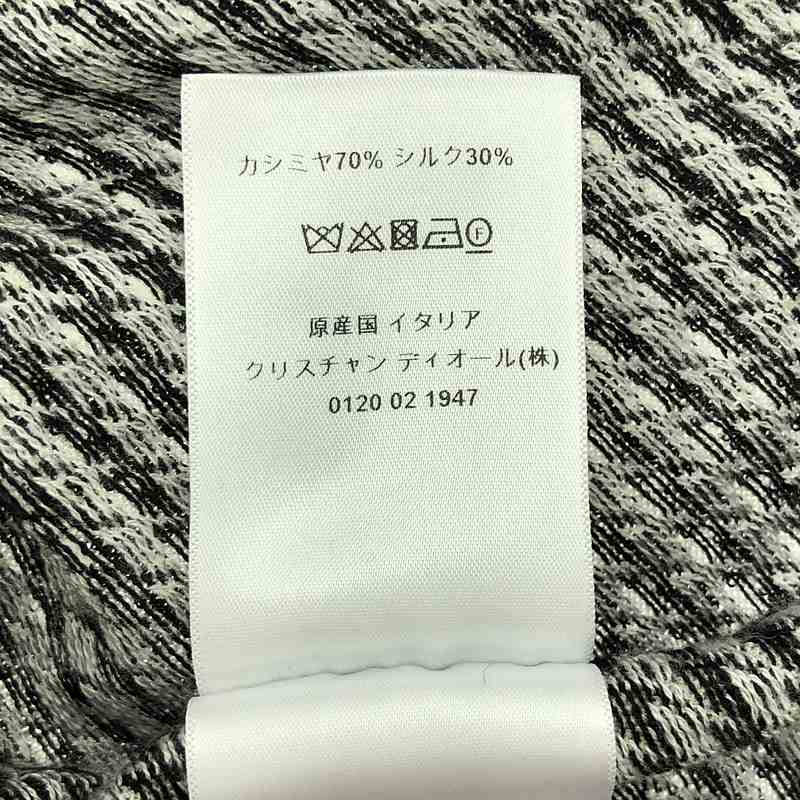 カシミヤ70% シルク30%
F
原産国 イタリア
クリスチャン ディオール(株)
0120 02 1947